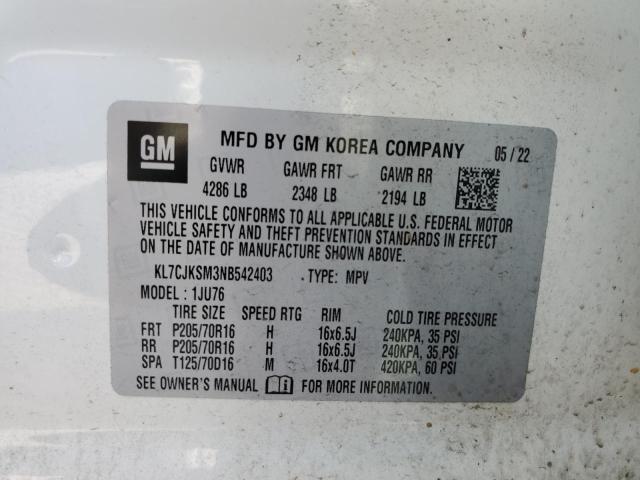 GM
MFD BY GM KOREA COMPANY 05 / 22
GVWR GAWR FRT GAWR RR
4286 LB 2348 LB 2194 LB
THIS VEHICLE CONFORMS TO ALL APPLICABLE U.S. FEDERAL MOTOR
VEHICLE SAFETY AND THEFT PREVENTION STANDARDS IN EFFECT
ON THE DATE OF MANUFACTURE SHOWN ABOVE.
KL7CJKSM3NB542403 TYPE: MPV
MODEL : 1JU76
TIRE SIZE SPEED RTG RIM COLD TIRE PRESSURE
FRT P205/70R16 H 16x6.5J 240KPA, 35 PSI
RR P205/70R16 H 16x6.5J 240KPA, 35 PSI
SPA T125/70D16 M 16x4.0T 420KPA, 60 PSI
SEE OWNER'S MANUAL FOR MORE INFORMATION.